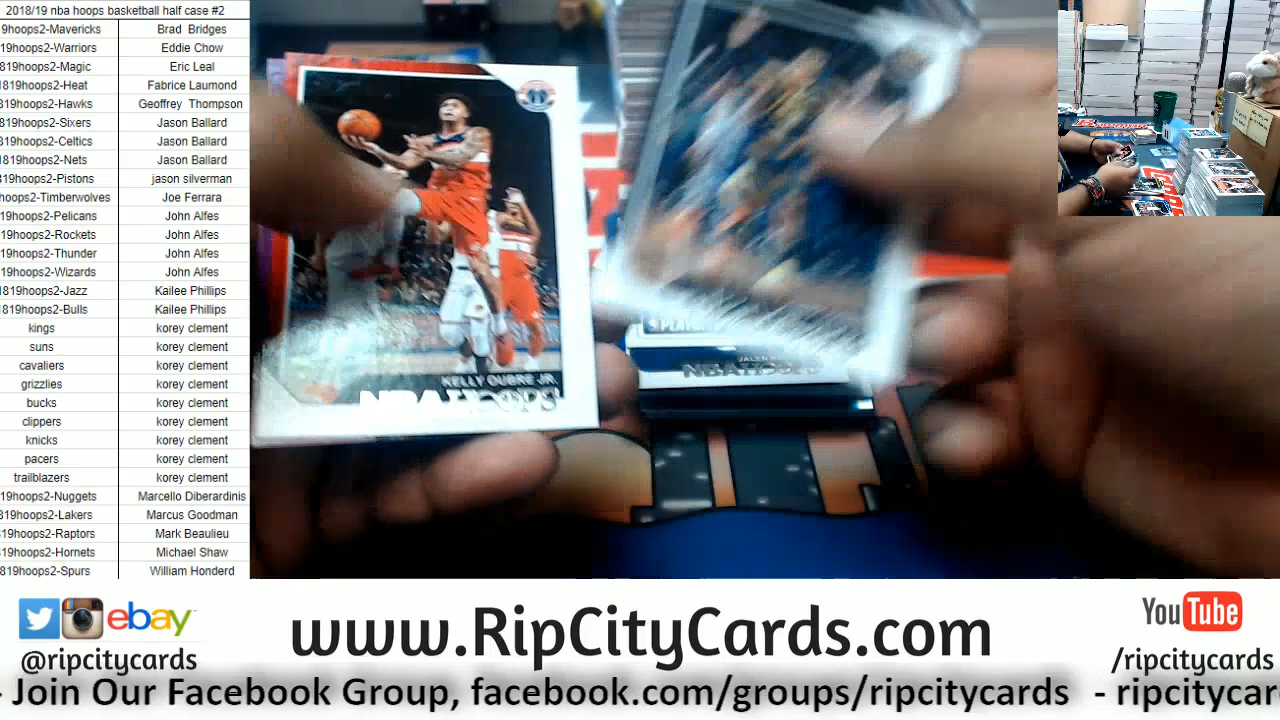 2018/19 nba hoops basketball half case #2
9hoops2-Mavericks Brad Bridges
19hoops2-Warriors Eddie Chow
819hoops2-Magic Eric Leal
1819hoops2-Heat Fabrice Laumond
819hoops2-Hawks Geoffrey Thompson
819hoops2-Sixers Jason Ballard
819hoops2-Celtics Jason Ballard
1819hoops2-Nets Jason Ballard
819hoops2-Pistons jason silverman
hoops2-Timberwolves Joe Ferrara
19hoops2-Pelicans John Alfes
19hoops2-Rockets John Alfes
19hoops2-Thunder John Alfes
19hoops2-Wizards John Alfes
1819hoops2-Jazz Kailee Phillips
1819hoops2-Bulls Kailee Phillips
kings korey clement
suns korey clement
cavaliers korey clement
grizzlies korey clement
bucks korey clement
clippers korey clement
knicks korey clement
pacers korey clement
trailblazers korey clement
19hoops2-Nuggets Marcello Diberardinis
819hoops2-Lakers Marcus Goodman
819hoops2-Raptors Mark Beaulieu
819hoops2-Hornets Michael Shaw
819hoops2-Spurs William Honderd
KELLY OUBRE JR.
NBA HOOPS
JALEN
NBA HOOPS
ebay
@ripcitycards
www.RipCityCards.com
YouTube
/ripcitycards
- Join Our Facebook Group, facebook.com/groups/ripcitycards - ripcitycar